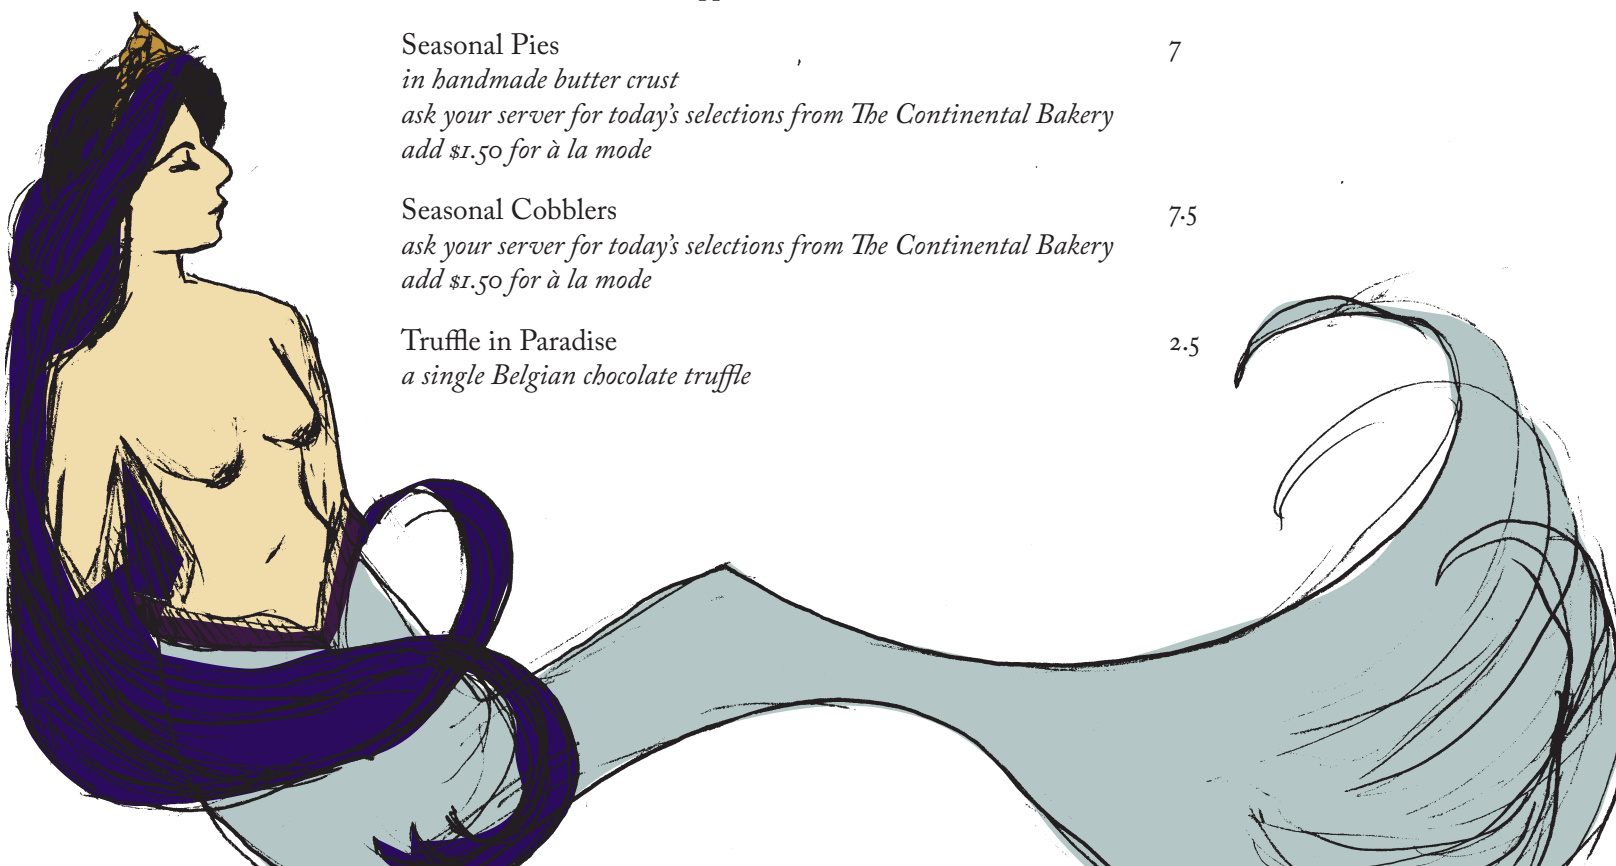 Seasonal Pies 7
in handmade butter crust
ask your server for today’s selections from The Continental Bakery
add $1.50 for à la mode
Seasonal Cobblers 7.5
ask your server for today’s selections from The Continental Bakery
add $1.50 for à la mode
Truffle in Paradise 2.5
a single Belgian chocolate truffle